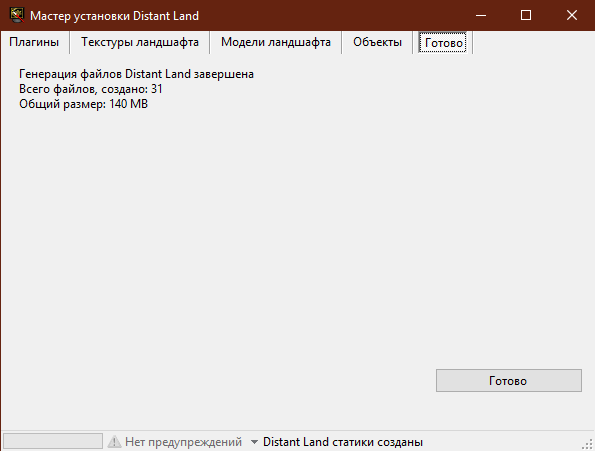 Мастер установки Distant Land
Плагины Текстуры ландшафта Модели ландшафта Объекты Готово
Генерация файлов Distant Land завершена
Всего файлов, создано: 31
Общий размер: 140 MB
Готово
Нет предупреждений Distant Land статики созданы